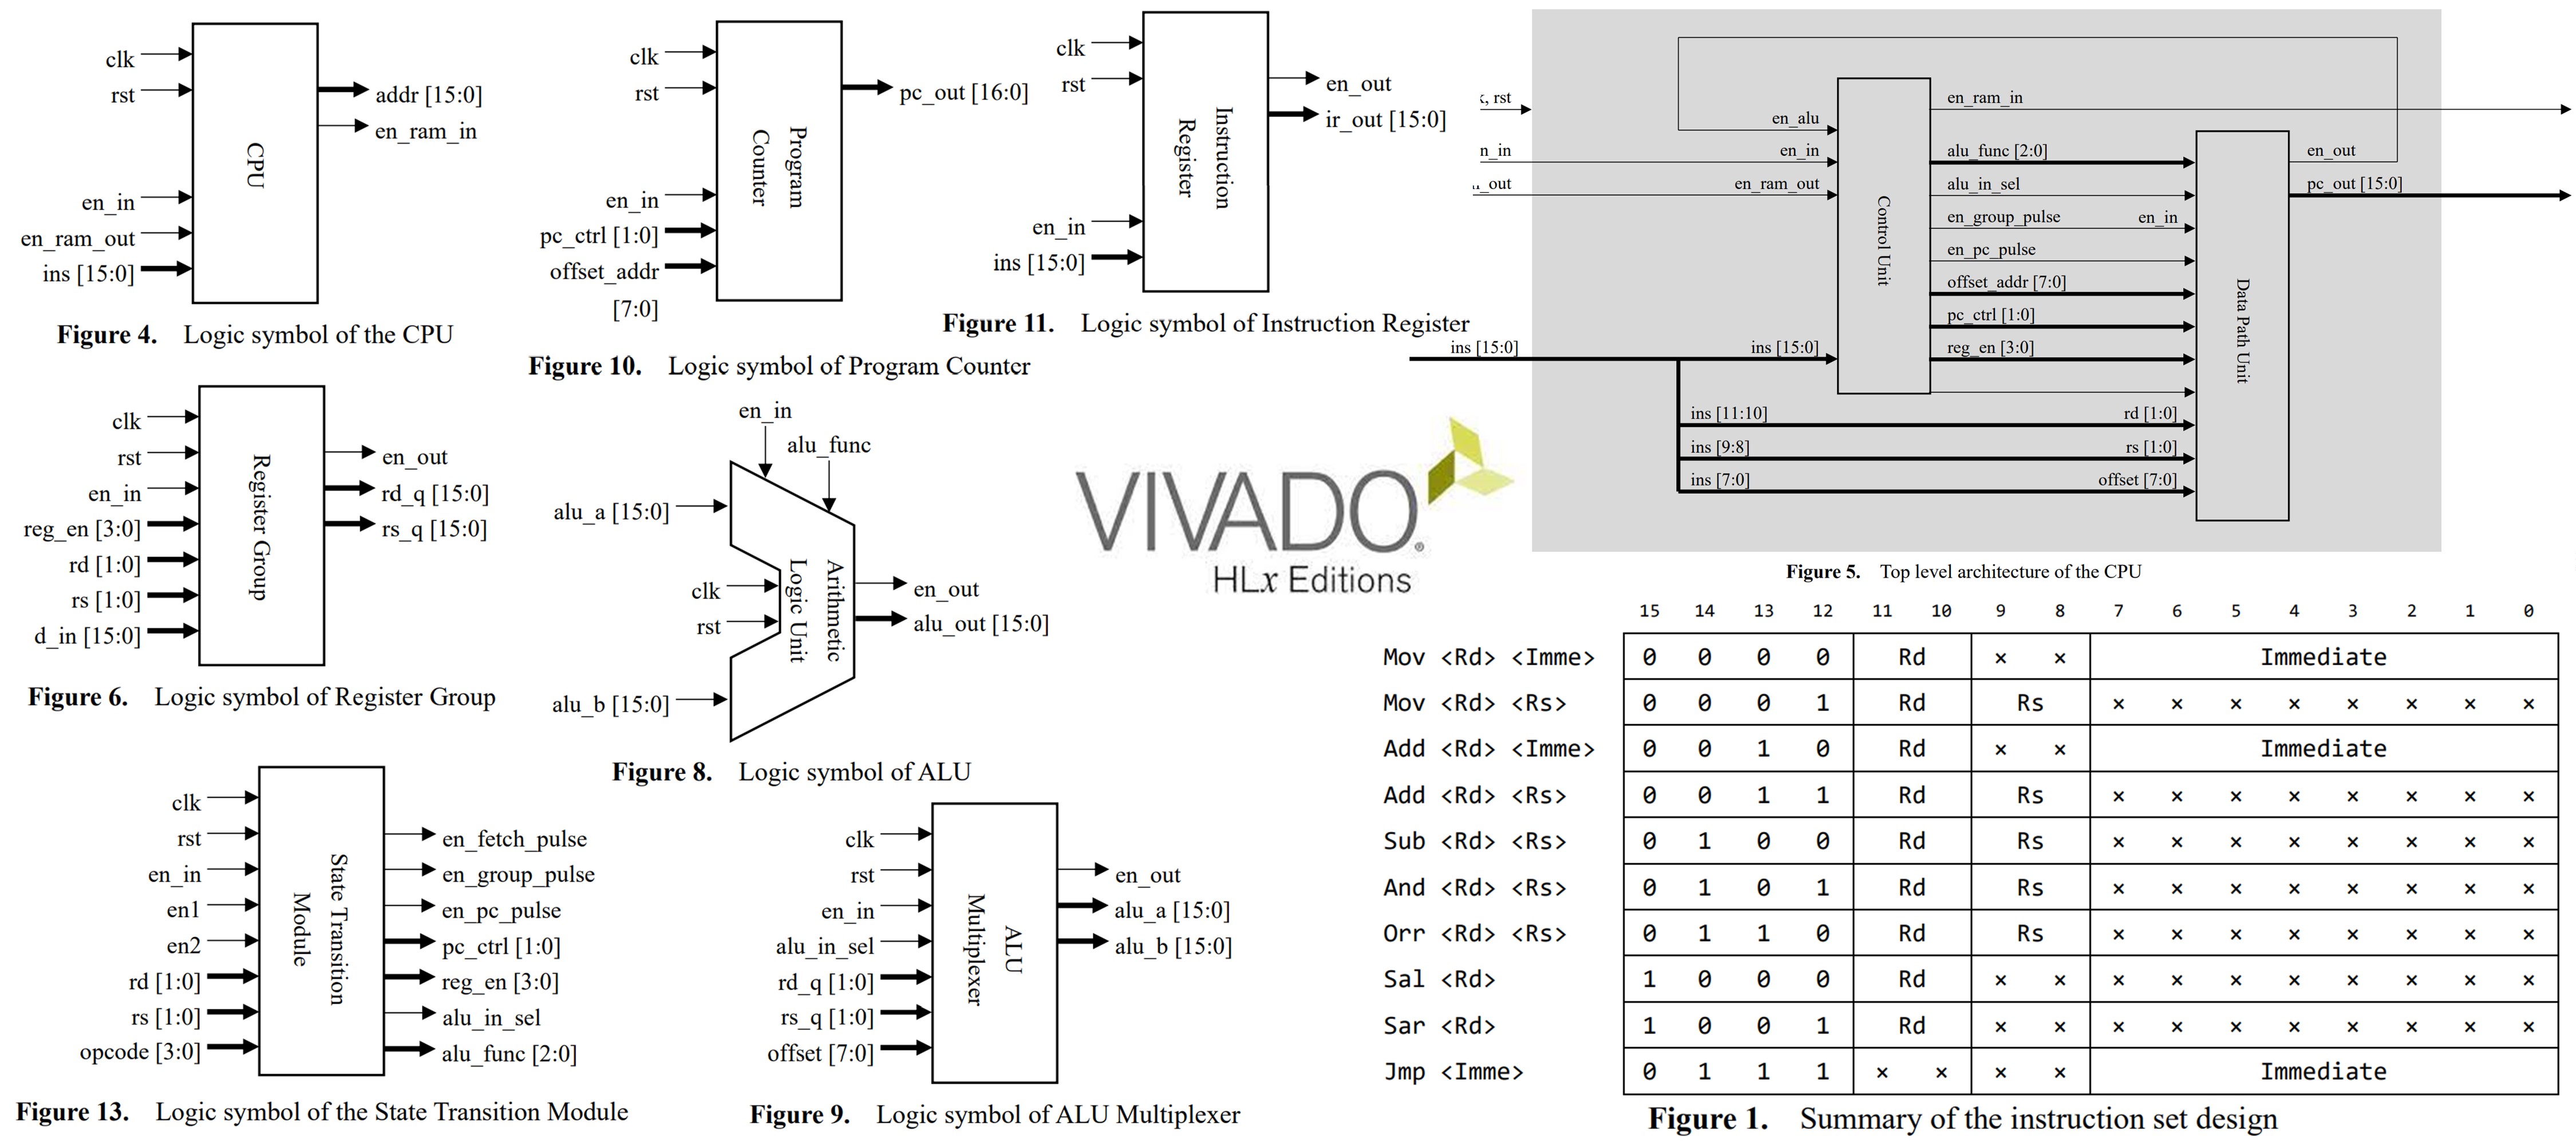 clk
rst
en_in
en_ram_out
ins [15:0]
CPU
addr [15:0]
en_ram_in
Figure 4. Logic symbol of the CPU
clk
rst
en_in
pc_ctrl [1:0]
offset_addr
[7:0]
Program
Counter
pc_out [16:0]
Figure 10. Logic symbol of Program Counter
clk
rst
en_in
ins [15:0]
Instruction
Register
en_out
ir_out [15:0]
Figure 11. Logic symbol of Instruction Register
, rst
n_in
_out
ins [15:0]
en_alu
en_in
en_ram_out
ins [15:0]
Control Unit
en_ram_in
alu_func [2:0]
alu_in_sel
en_group_pulse en_in
en_pc_pulse
offset_addr [7:0]
pc_ctrl [1:0]
reg_en [3:0]
ins [11:10] rd [1:0]
ins [9:8] rs [1:0]
ins [7:0] offset [7:0]
Data Path Unit
en_out
pc_out [15:0]
Figure 5. Top level architecture of the CPU
clk
rst
en_in
reg_en [3:0]
rd [1:0]
rs [1:0]
d_in [15:0]
Register Group
en_out
rd_q [15:0]
rs_q [15:0]
Figure 6. Logic symbol of Register Group
en_in
alu_func
alu_a [15:0]
clk
rst
alu_b [15:0]
Arithmetic
Logic Unit
en_out
alu_out [15:0]
Figure 8. Logic symbol of ALU
VIVADO®
HLx Editions
clk
rst
en_in
en1
en2
rd [1:0]
rs [1:0]
opcode [3:0]
State Transition
Module
en_fetch_pulse
en_group_pulse
en_pc_pulse
pc_ctrl [1:0]
reg_en [3:0]
alu_in_sel
alu_func [2:0]
Figure 13. Logic symbol of the State Transition Module
clk
rst
en_in
alu_in_sel
rd_q [1:0]
rs_q [1:0]
offset [7:0]
ALU
Multiplexer
en_out
alu_a [15:0]
alu_b [15:0]
Figure 9. Logic symbol of ALU Multiplexer
15 14 13 12 11 10 9 8 7 6 5 4 3 2 1 0
Mov <Rd> <Imme> 0 0 0 0 Rd × × Immediate
Mov <Rd> <Rs> 0 0 0 1 Rd Rs × × × × × × × ×
Add <Rd> <Imme> 0 0 1 0 Rd × × Immediate
Add <Rd> <Rs> 0 0 1 1 Rd Rs × × × × × × × ×
Sub <Rd> <Rs> 0 1 0 0 Rd Rs × × × × × × × ×
And <Rd> <Rs> 0 1 0 1 Rd Rs × × × × × × × ×
Orr <Rd> <Rs> 0 1 1 0 Rd Rs × × × × × × × ×
Sal <Rd> 1 0 0 0 Rd × × × × × × × × × ×
Sar <Rd> 1 0 0 1 Rd × × × × × × × × × ×
Jmp <Imme> 0 1 1 1 × × × × Immediate
Figure 1. Summary of the instruction set design